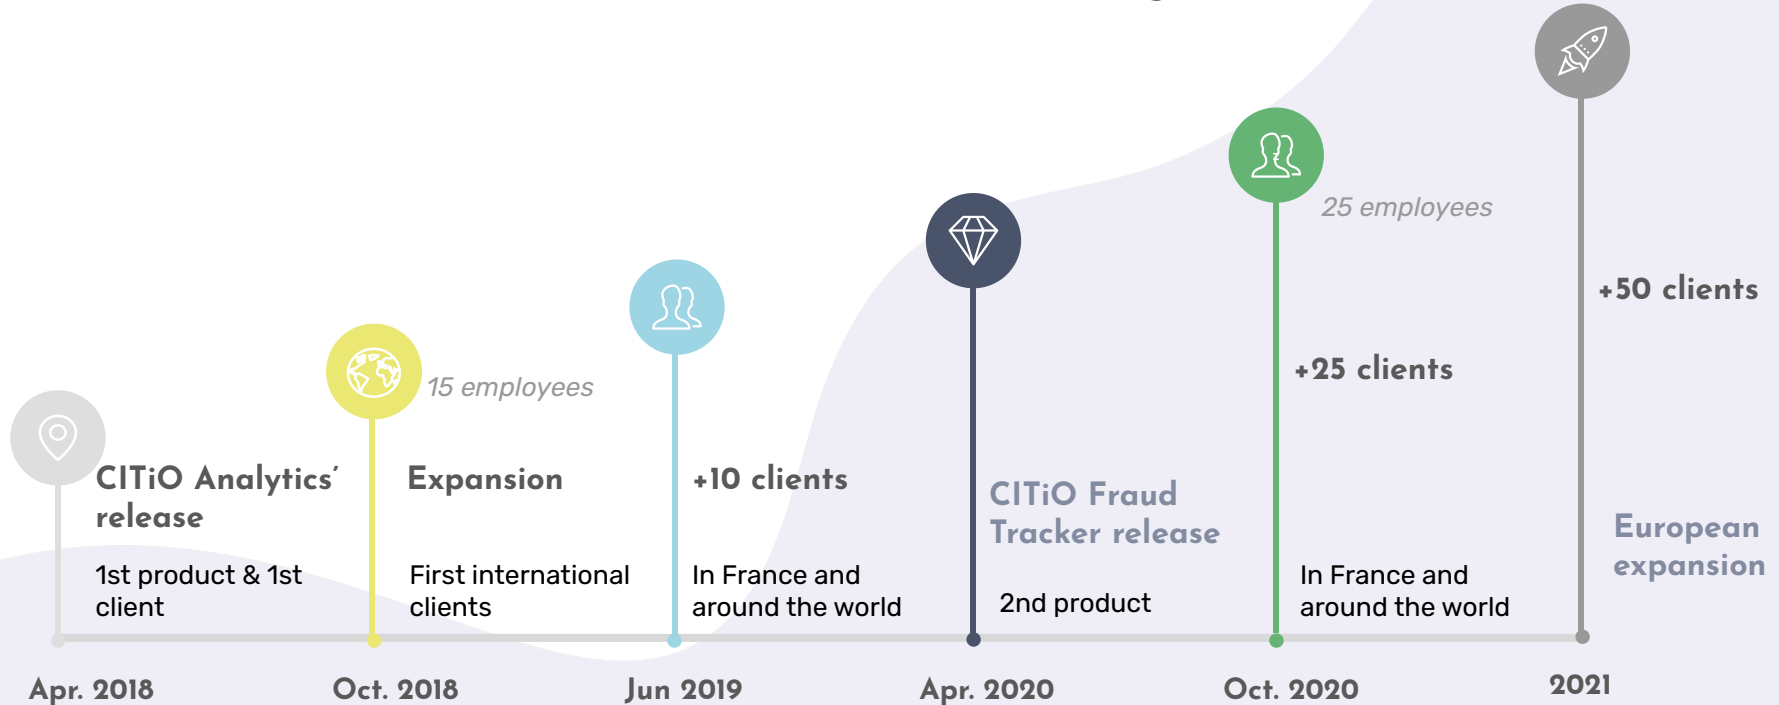 25 employees
+50 clients
+25 clients
15 employees
CITiO Analytics’
release
1st product & 1st
client
Expansion
First international
clients
+10 clients
In France and
around the world
CITiO Fraud
Tracker release
2nd product
In France and
around the world
European
expansion
Apr. 2018
Oct. 2018
Jun 2019
Apr. 2020
Oct. 2020
2021